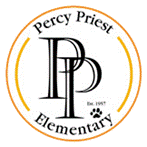 Percy Priest
PP
Est. 1957
Elementary